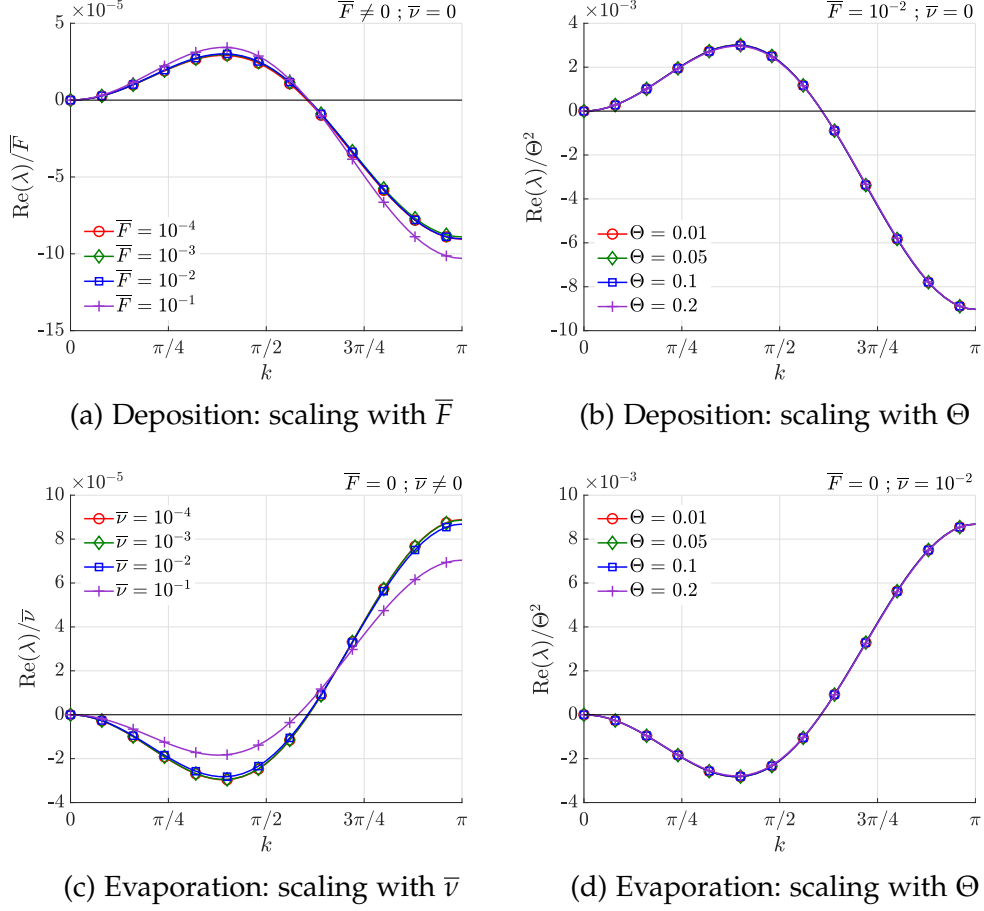 ×10⁻⁵
F̅ ≠ 0 ; ν̅ = 0
5
0
-5
-10
-15
Re(λ)/F̅
F̅ = 10⁻⁴
F̅ = 10⁻³
F̅ = 10⁻²
F̅ = 10⁻¹
0
π/4
π/2
3π/4
π
k
(a) Deposition: scaling with F̅
×10⁻³
F̅ = 10⁻² ; ν̅ = 0
4
2
0
-2
-4
-6
-8
-10
Re(λ)/Θ²
Θ = 0.01
Θ = 0.05
Θ = 0.1
Θ = 0.2
0
π/4
π/2
3π/4
π
k
(b) Deposition: scaling with Θ
×10⁻⁵
F̅ = 0 ; ν̅ ≠ 0
10
8
6
4
2
0
-2
-4
Re(λ)/ν̅
ν̅ = 10⁻⁴
ν̅ = 10⁻³
ν̅ = 10⁻²
ν̅ = 10⁻¹
0
π/4
π/2
3π/4
π
k
(c) Evaporation: scaling with ν̅
×10⁻³
F̅ = 0 ; ν̅ = 10⁻²
10
8
6
4
2
0
-2
-4
Re(λ)/Θ²
Θ = 0.01
Θ = 0.05
Θ = 0.1
Θ = 0.2
0
π/4
π/2
3π/4
π
k
(d) Evaporation: scaling with Θ